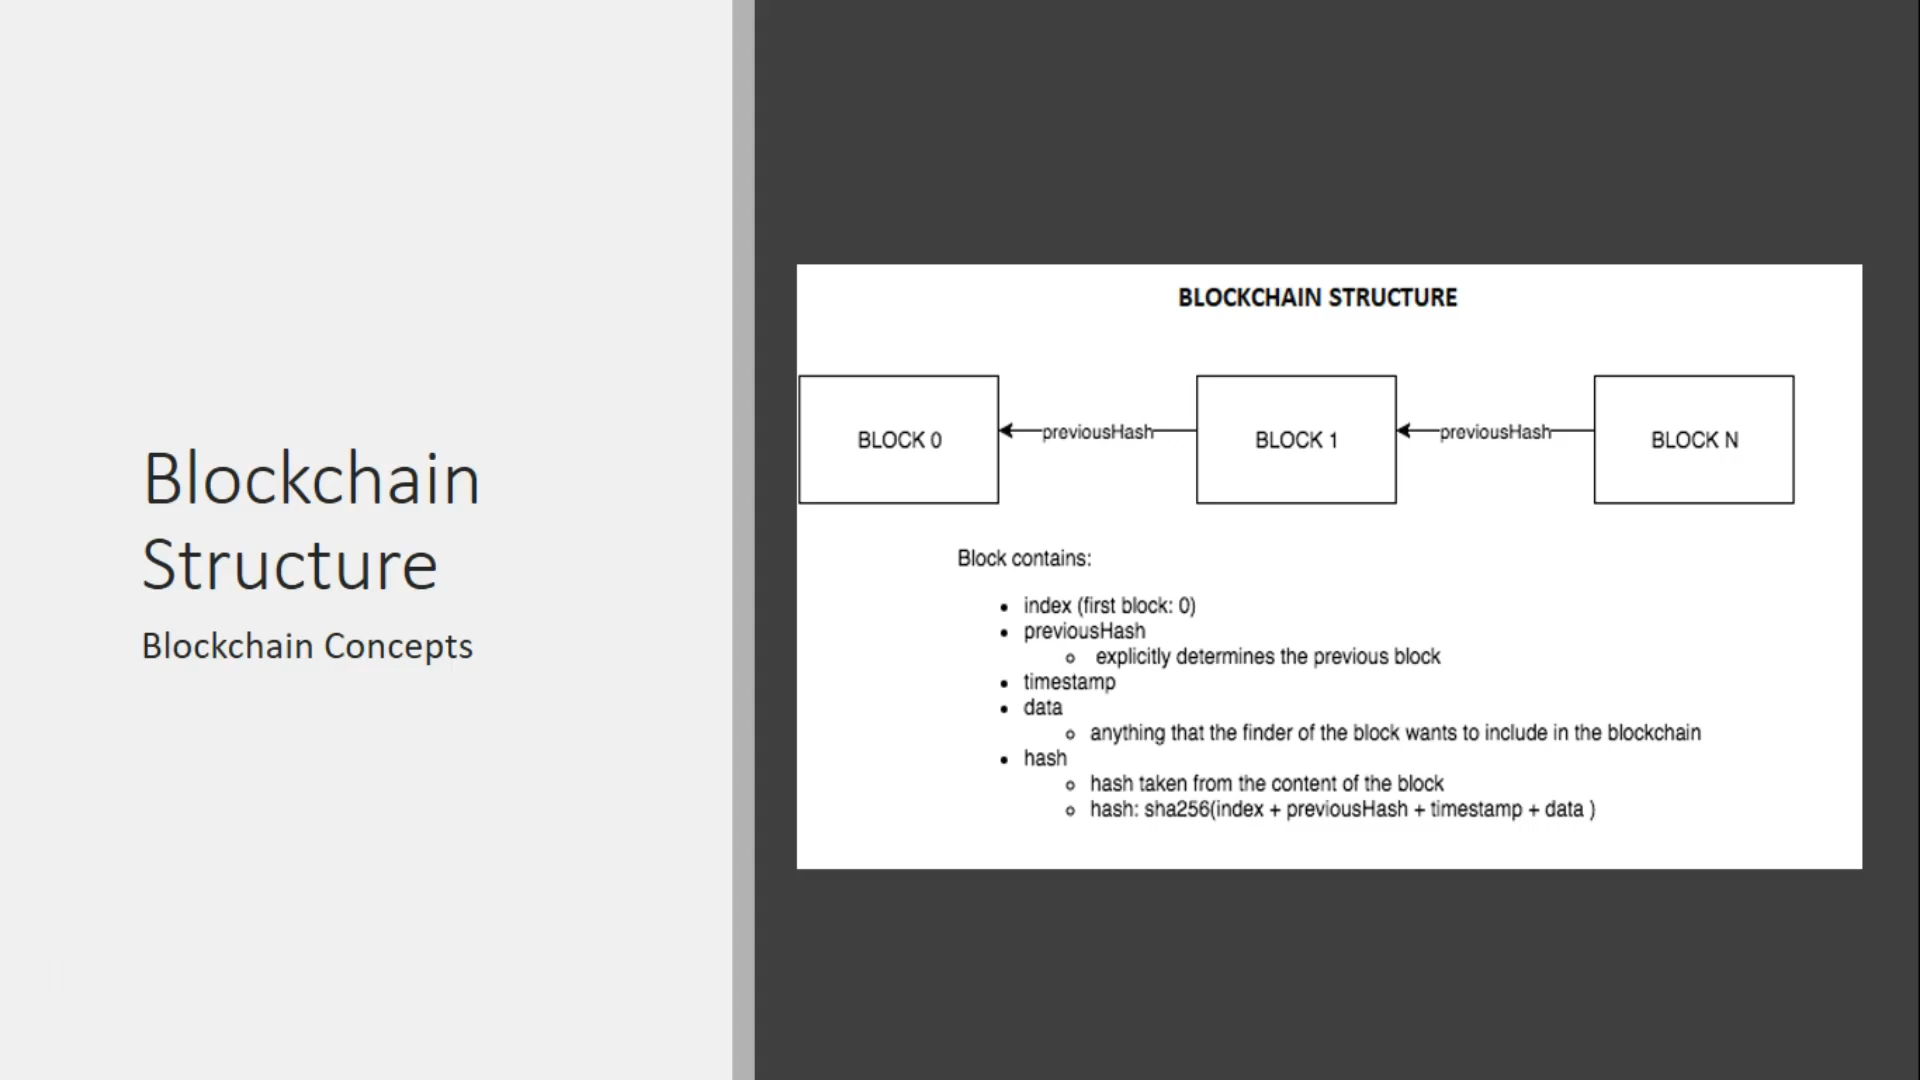 Blockchain
Structure
Blockchain Concepts
BLOCKCHAIN STRUCTURE
BLOCK 0
previousHash
BLOCK 1
previousHash
BLOCK N
Block contains:
• index (first block: 0)
• previousHash
○ explicitly determines the previous block
• timestamp
• data
○ anything that the finder of the block wants to include in the blockchain
• hash
○ hash taken from the content of the block
○ hash: sha256(index + previousHash + timestamp + data )